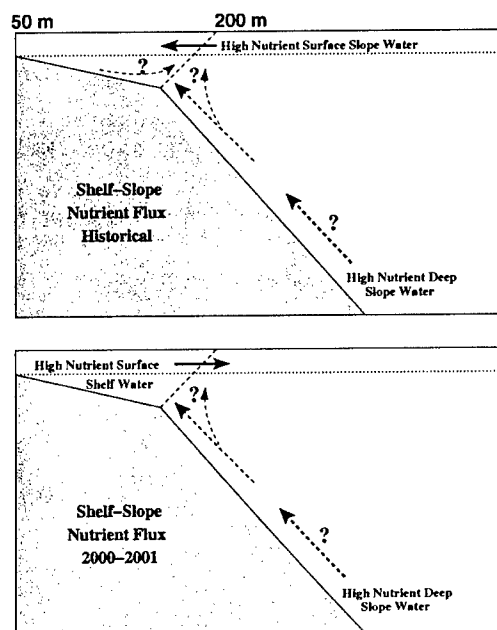 50 m 200 m
High Nutrient Surface Slope Water
?
?
Shelf–Slope
Nutrient Flux
Historical
?
High Nutrient Deep
Slope Water
High Nutrient Surface
Shelf Water
?
Shelf–Slope
Nutrient Flux
2000–2001
?
High Nutrient Deep
Slope Water